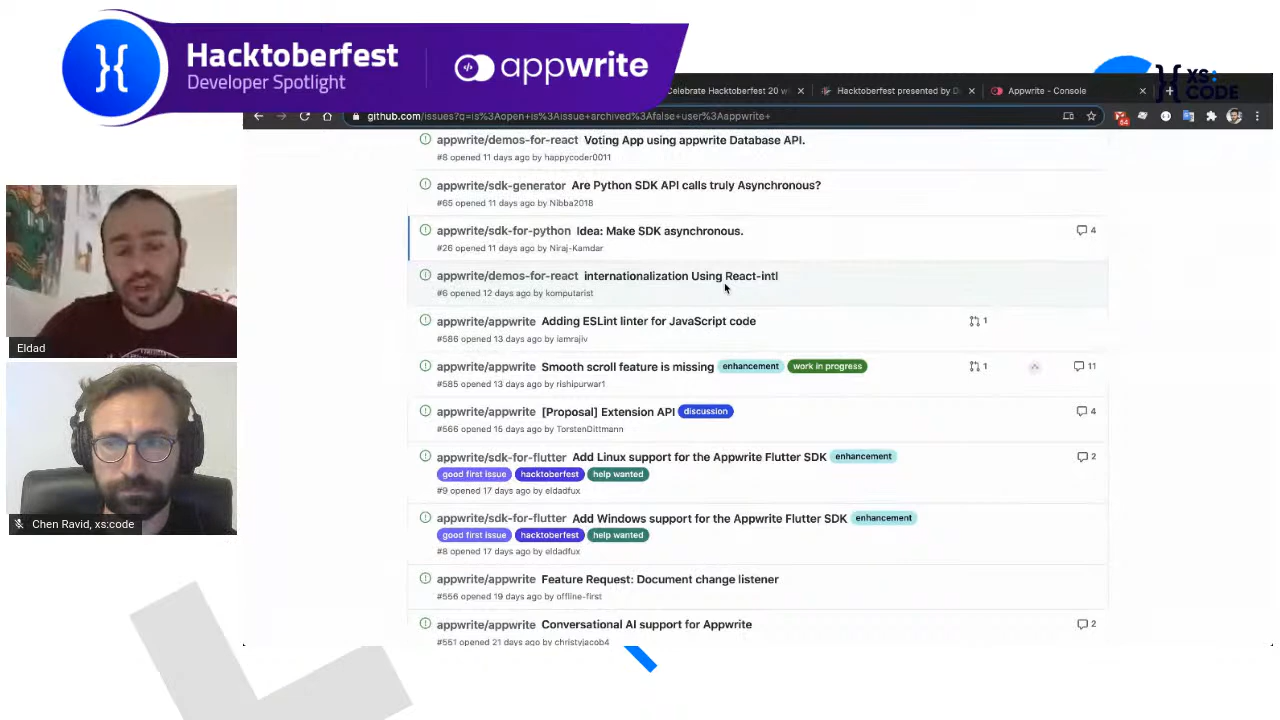 Hacktoberfest
Developer Spotlight
appwrite
XS:
CODE
Celebrate Hacktoberfest 20 w
Hacktoberfest presented by D
Appwrite - Console
github.com/issues?q=is%3Aopen+is%3Aissue+archived%3Afalse+user%3Aappwrite+
64
appwrite/demos-for-react Voting App using appwrite Database API.
#8 opened 11 days ago by happycoder0011
appwrite/sdk-generator Are Python SDK API calls truly Asynchronous?
#65 opened 11 days ago by Nibba2018
appwrite/sdk-for-python Idea: Make SDK asynchronous. 4
#26 opened 11 days ago by Niraj-Kamdar
appwrite/demos-for-react internationalization Using React-intl
#6 opened 12 days ago by komputarist
appwrite/appwrite Adding ESLint linter for JavaScript code 1
#586 opened 13 days ago by iamrajiv
appwrite/appwrite Smooth scroll feature is missing enhancement work in progress 1 11
#585 opened 13 days ago by rishipurwar1
appwrite/appwrite [Proposal] Extension API discussion 4
#566 opened 15 days ago by TorstenDittmann
appwrite/sdk-for-flutter Add Linux support for the Appwrite Flutter SDK enhancement 2
good first issue hacktoberfest help wanted
#9 opened 17 days ago by eldadfux
appwrite/sdk-for-flutter Add Windows support for the Appwrite Flutter SDK enhancement
good first issue hacktoberfest help wanted
#8 opened 17 days ago by eldadfux
appwrite/appwrite Feature Request: Document change listener
#556 opened 19 days ago by offline-first
appwrite/appwrite Conversational AI support for Appwrite 2
#551 opened 21 days ago by christyjacob4
Eldad
Chen Ravid, xs:code